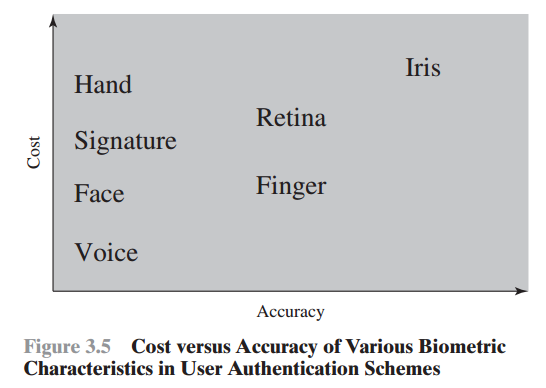 Iris
Hand
Retina
Signature
Finger
Face
Voice
Cost
Accuracy
Figure 3.5 Cost versus Accuracy of Various Biometric
Characteristics in User Authentication Schemes